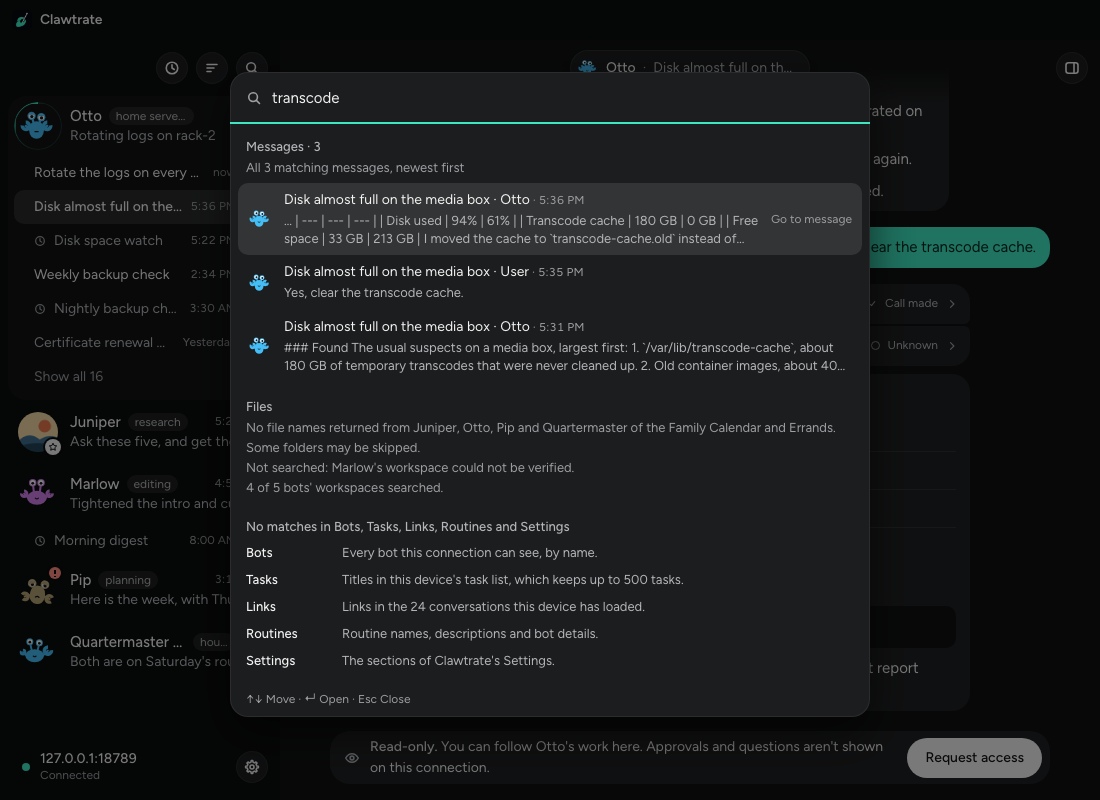 Clawtrate
Otto · Disk almost full on th...
Otto home serve...
Rotating logs on rack-2
Rotate the logs on every ... now
Disk almost full on the... 5:36 PM
Disk space watch 5:22 PM
Weekly backup check 2:34 PM
Nightly backup ch... 3:30 AM
Certificate renewal ... Yesterda
Show all 16
Juniper research 5:2
Ask these five, and get the
Marlow editing 4:5
Tightened the intro and cu
Morning digest 8:00 AM
Pip planning 3:1
Here is the week, with Thu
Quartermaster ... hou...
Both are on Saturday's rou
127.0.0.1:18789
Connected
transcode
Messages · 3
All 3 matching messages, newest first
Disk almost full on the media box · Otto · 5:36 PM
... | --- | --- | --- | | Disk used | 94% | 61% | | Transcode cache | 180 GB | 0 GB | | Free
space | 33 GB | 213 GB | I moved the cache to `transcode-cache.old` instead of...
Go to message
Disk almost full on the media box · User · 5:35 PM
Yes, clear the transcode cache.
Disk almost full on the media box · Otto · 5:31 PM
### Found The usual suspects on a media box, largest first: 1. `/var/lib/transcode-cache`, about
180 GB of temporary transcodes that were never cleaned up. 2. Old container images, about 40...
Files
No file names returned from Juniper, Otto, Pip and Quartermaster of the Family Calendar and Errands.
Some folders may be skipped.
Not searched: Marlow's workspace could not be verified.
4 of 5 bots' workspaces searched.
No matches in Bots, Tasks, Links, Routines and Settings
Bots Every bot this connection can see, by name.
Tasks Titles in this device's task list, which keeps up to 500 tasks.
Links Links in the 24 conversations this device has loaded.
Routines Routine names, descriptions and bot details.
Settings The sections of Clawtrate's Settings.
↑↓ Move · ↵ Open · Esc Close
rated on
again.
d.
ear the transcode cache.
Call made
Unknown
t report
Read-only. You can follow Otto's work here. Approvals and questions aren't shown
on this connection.
Request access